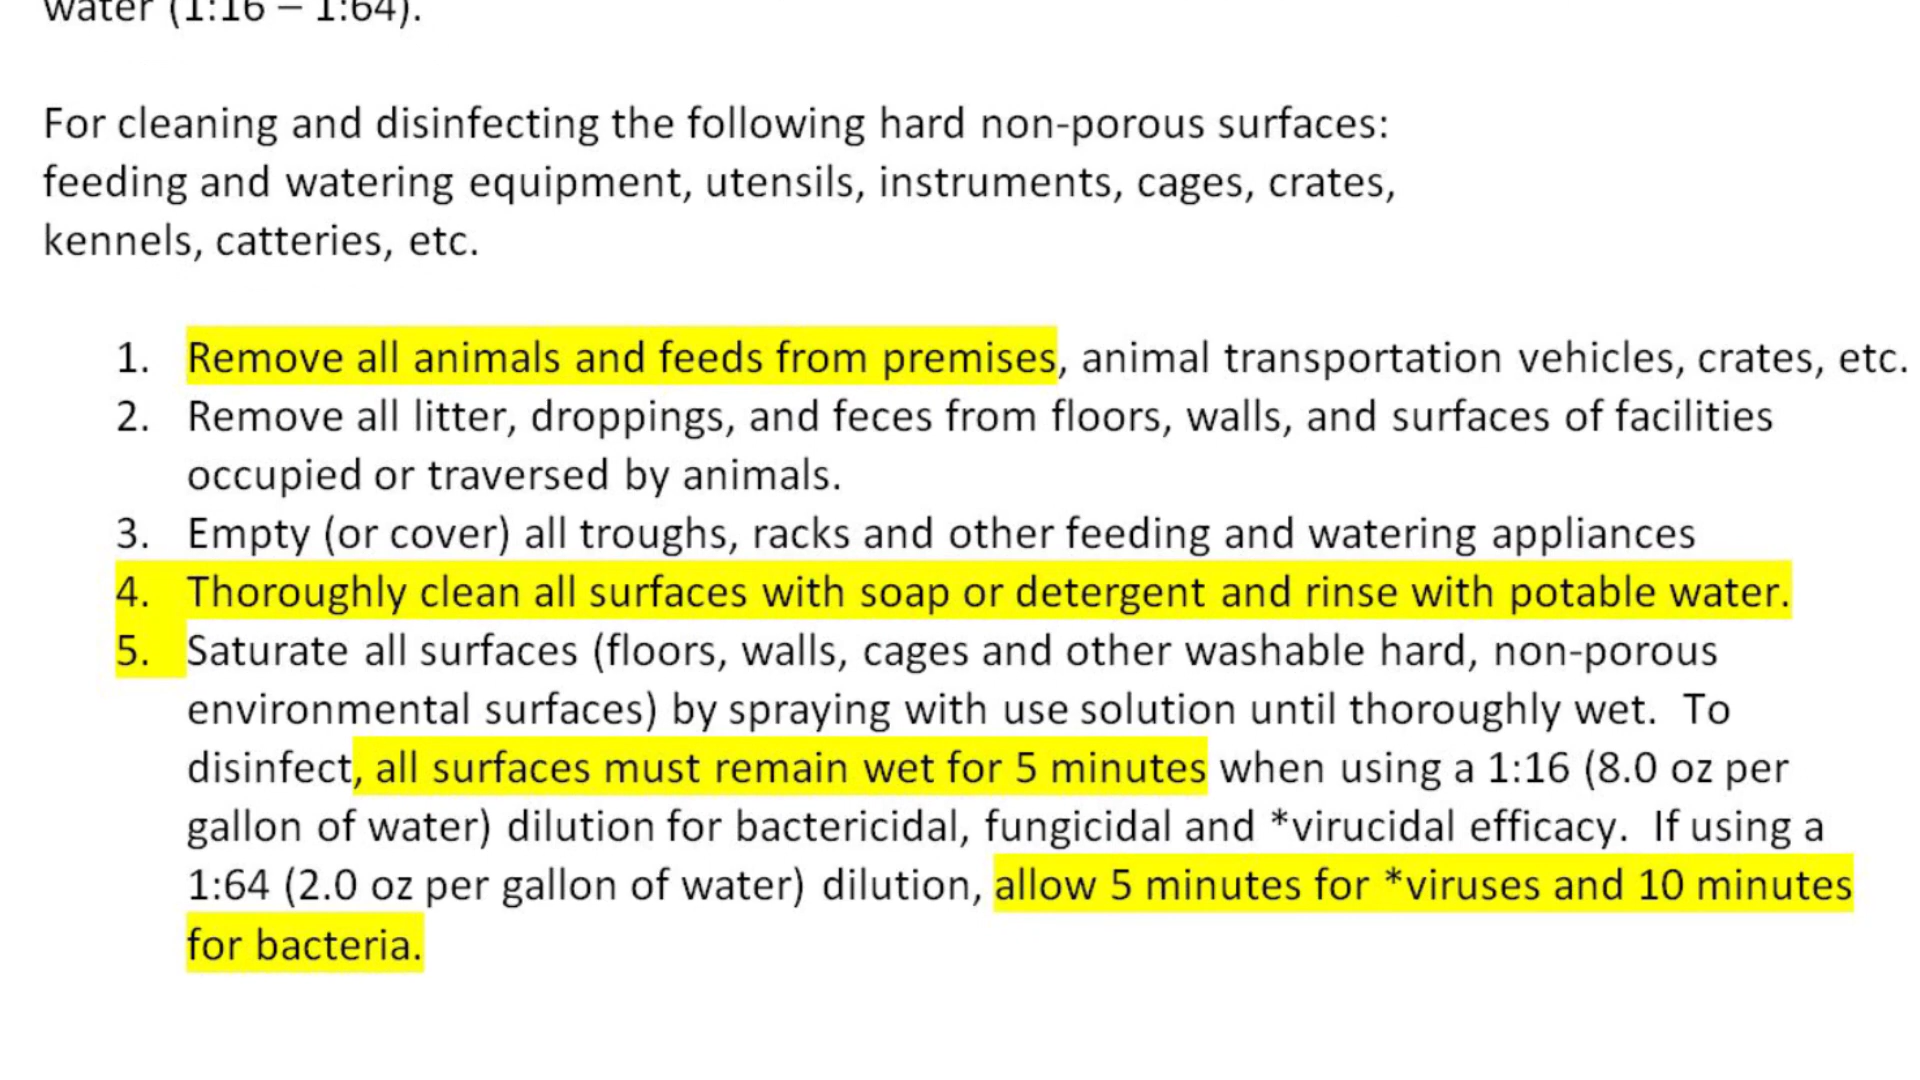 water (1:16 – 1:64).
For cleaning and disinfecting the following hard non-porous surfaces:
feeding and watering equipment, utensils, instruments, cages, crates,
kennels, catteries, etc.
1. Remove all animals and feeds from premises, animal transportation vehicles, crates, etc.
2. Remove all litter, droppings, and feces from floors, walls, and surfaces of facilities
occupied or traversed by animals.
3. Empty (or cover) all troughs, racks and other feeding and watering appliances
4. Thoroughly clean all surfaces with soap or detergent and rinse with potable water.
5. Saturate all surfaces (floors, walls, cages and other washable hard, non-porous
environmental surfaces) by spraying with use solution until thoroughly wet.  To
disinfect, all surfaces must remain wet for 5 minutes when using a 1:16 (8.0 oz per
gallon of water) dilution for bactericidal, fungicidal and *virucidal efficacy.  If using a
1:64 (2.0 oz per gallon of water) dilution, allow 5 minutes for *viruses and 10 minutes
for bacteria.